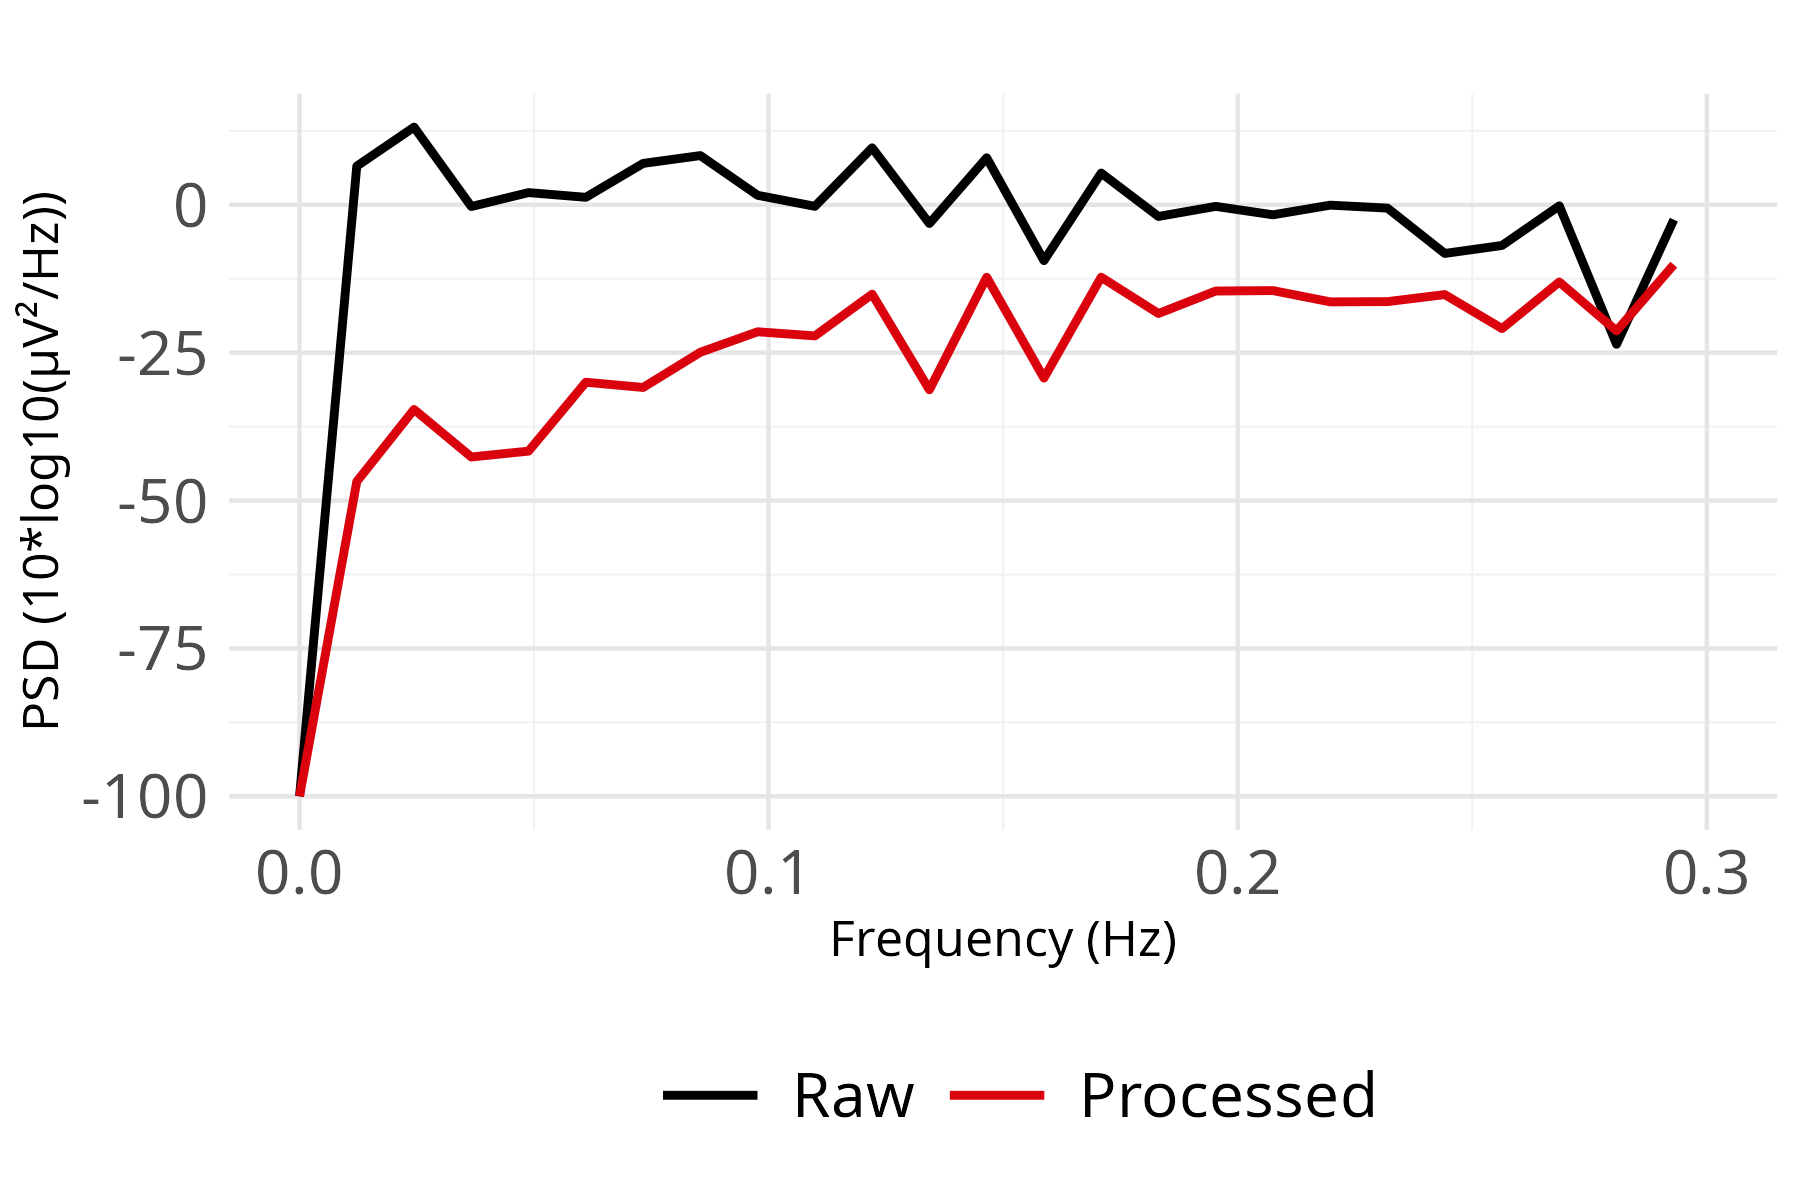 PSD (10*log10(µV²/Hz))
0
-25
-50
-75
-100
0.0 0.1 0.2 0.3
Frequency (Hz)
Raw Processed